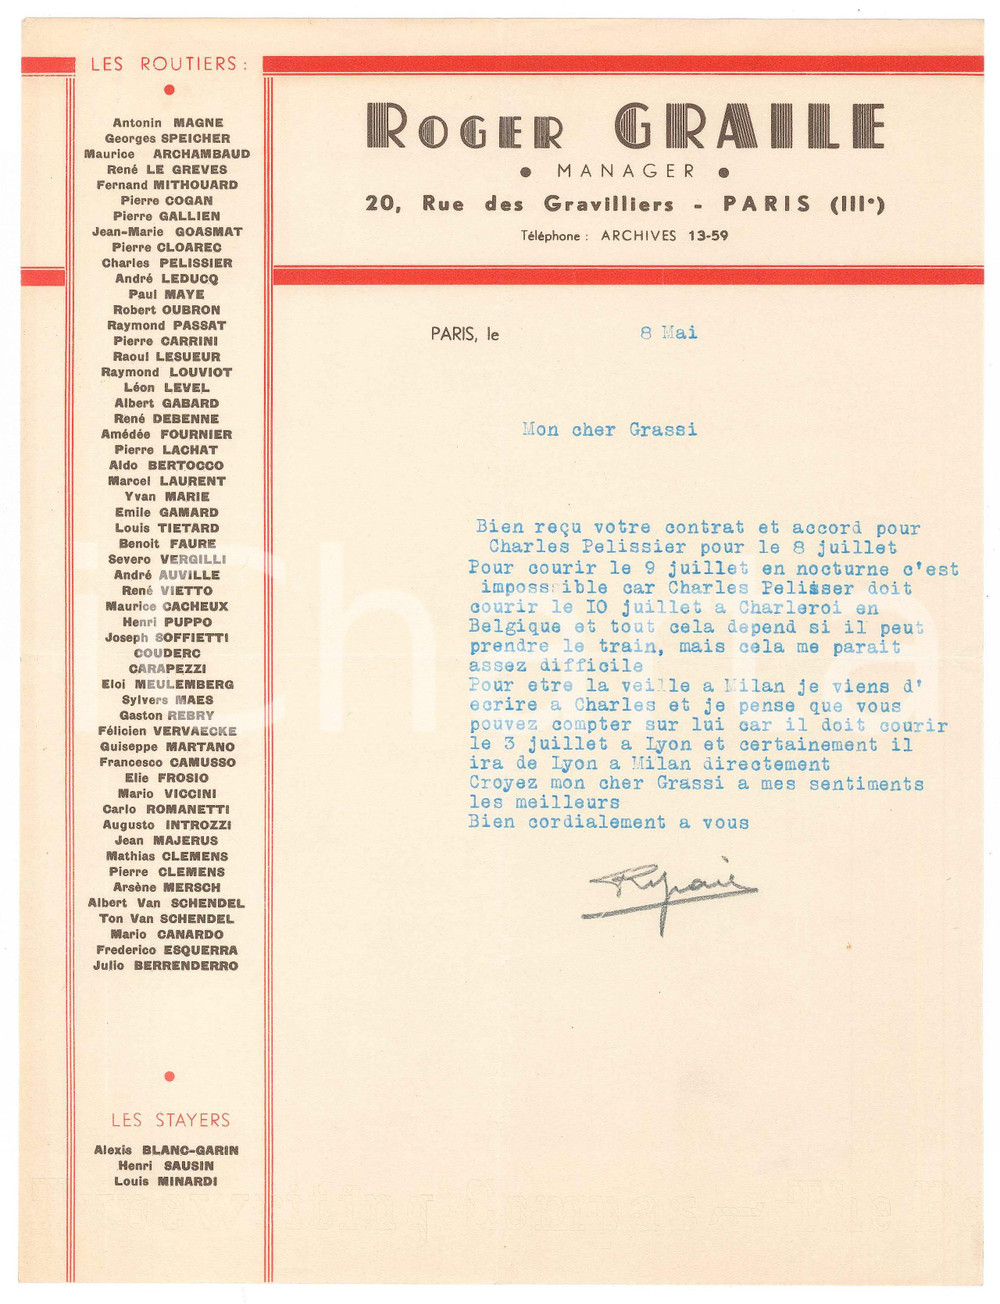 LES ROUTIERS :
Antonin MAGNE
Georges SPEICHER
Maurice ARCHAMBAUD
René LE GREVES
Fernand MITHOUARD
Pierre COGAN
Pierre GALLIEN
Jean-Marie GOASMAT
Pierre CLOAREC
Charles PELISSIER
André LEDUCQ
Paul MAYE
Robert OUBRON
Raymond PASSAT
Pierre CARRINI
Raoul LESUEUR
Raymond LOUVIOT
Léon LEVEL
Albert GABARD
René DEBENNE
Amédée FOURNIER
Pierre LACHAT
Aldo BERTOCCO
Marcel LAURENT
Yvan MARIE
Emile GAMARD
Louis TIETARD
Benoit FAURE
Severo VERGILLI
André AUVILLE
René VIETTO
Maurice CACHEUX
Henri PUPPO
Joseph SOFFIETTI
COUDERC
CARAPEZZI
Eloi MEULEMBERG
Sylvers MAES
Gaston REBRY
Félicien VERVAECKE
Guiseppe MARTANO
Francesco CAMUSSO
Elie FROSIO
Mario VICCINI
Carlo ROMANETTI
Augusto INTROZZI
Jean MAJERUS
Mathias CLEMENS
Pierre CLEMENS
Arsène MERSCH
Albert Van SCHENDEL
Ton Van SCHENDEL
Mario CANARDO
Frederico ESQUERRA
Julio BERRENDERRO
LES STAYERS
Alexis BLANC-GARIN
Henri SAUSIN
Louis MINARDI
ROGER GRAILE
• MANAGER •
20, Rue des Gravilliers - PARIS (IIIe)
Téléphone : ARCHIVES 13-59
PARIS, le 8 Mai
Mon cher Grassi
Bien reçu votre contrat et accord pour
Charles Pelissier pour le 8 juillet
Pour courir le 9 juillet en nocturne c'est
impossible car Charles Pelisser doit
courir le IO juillet a Charleroi en
Belgique et tout cela depend si il peut
prendre le train, mais cela me parait
assez difficile
Pour etre la veille a Milan je viens d'
ecrire a Charles et je pense que vous
pouvez compter sur lui car il doit courir
le 3 juillet a Lyon et certainement il
ira de Lyon a Milan directement
Croyez mon cher Grassi a mes sentiments
les meilleurs
Bien cordialement a vous